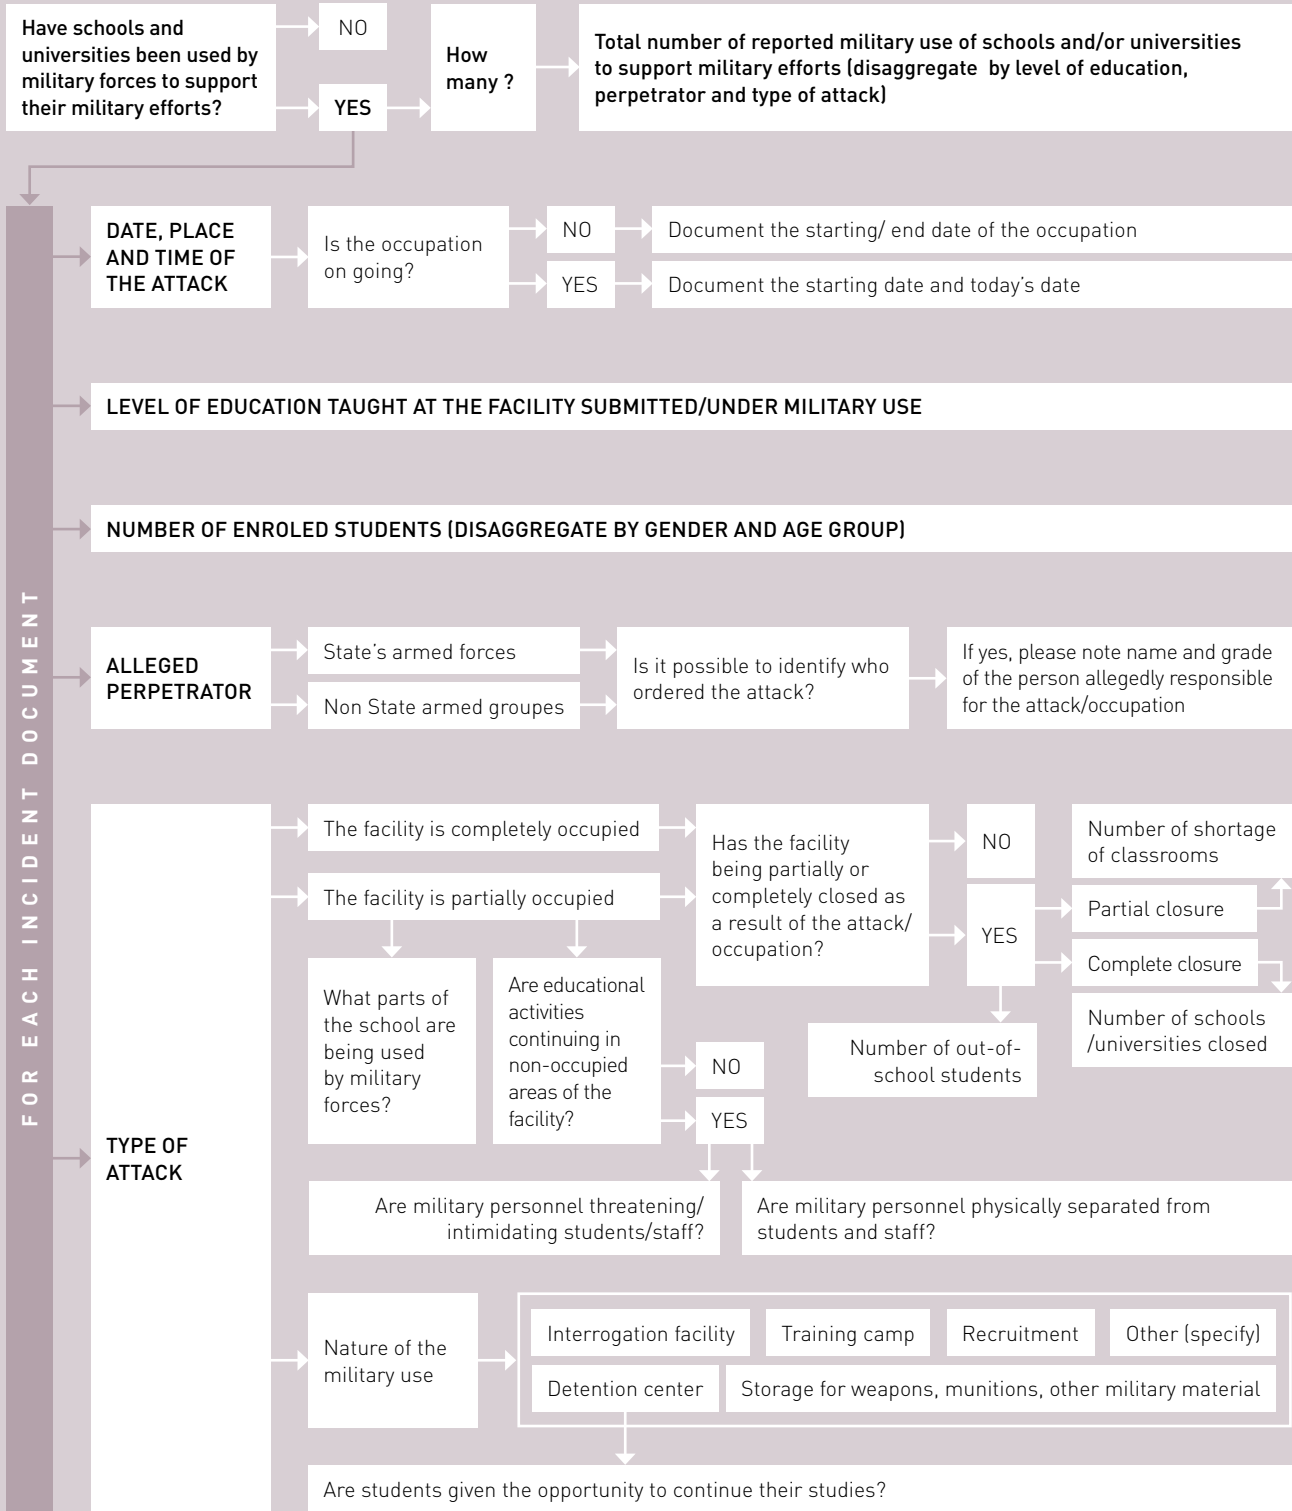 Have schools and
universities been used by
military forces to support
their military efforts?
NO
YES
How
many ?
Total number of reported military use of schools and/or universities
to support military efforts (disaggregate by level of education,
perpetrator and type of attack)
FOR EACH INCIDENT DOCUMENT
DATE, PLACE
AND TIME OF
THE ATTACK
Is the occupation
on going?
NO
Document the starting/ end date of the occupation
YES
Document the starting date and today's date
LEVEL OF EDUCATION TAUGHT AT THE FACILITY SUBMITTED/UNDER MILITARY USE
NUMBER OF ENROLED STUDENTS (DISAGGREGATE BY GENDER AND AGE GROUP)
ALLEGED
PERPETRATOR
State's armed forces
Non State armed groupes
Is it possible to identify who
ordered the attack?
If yes, please note name and grade
of the person allegedly responsible
for the attack/occupation
TYPE OF
ATTACK
The facility is completely occupied
The facility is partially occupied
Has the facility
being partially or
completely closed as
a result of the attack/
occupation?
NO
YES
Number of shortage
of classrooms
Partial closure
Complete closure
Number of schools
/universities closed
Number of out-of-
school students
What parts of
the school are
being used
by military
forces?
Are educational
activities
continuing in
non-occupied
areas of the
facility?
NO
YES
Are military personnel threatening/
intimidating students/staff?
Are military personnel physically separated from
students and staff?
Nature of the
military use
Interrogation facility
Training camp
Recruitment
Other (specify)
Detention center
Storage for weapons, munitions, other military material
Are students given the opportunity to continue their studies?